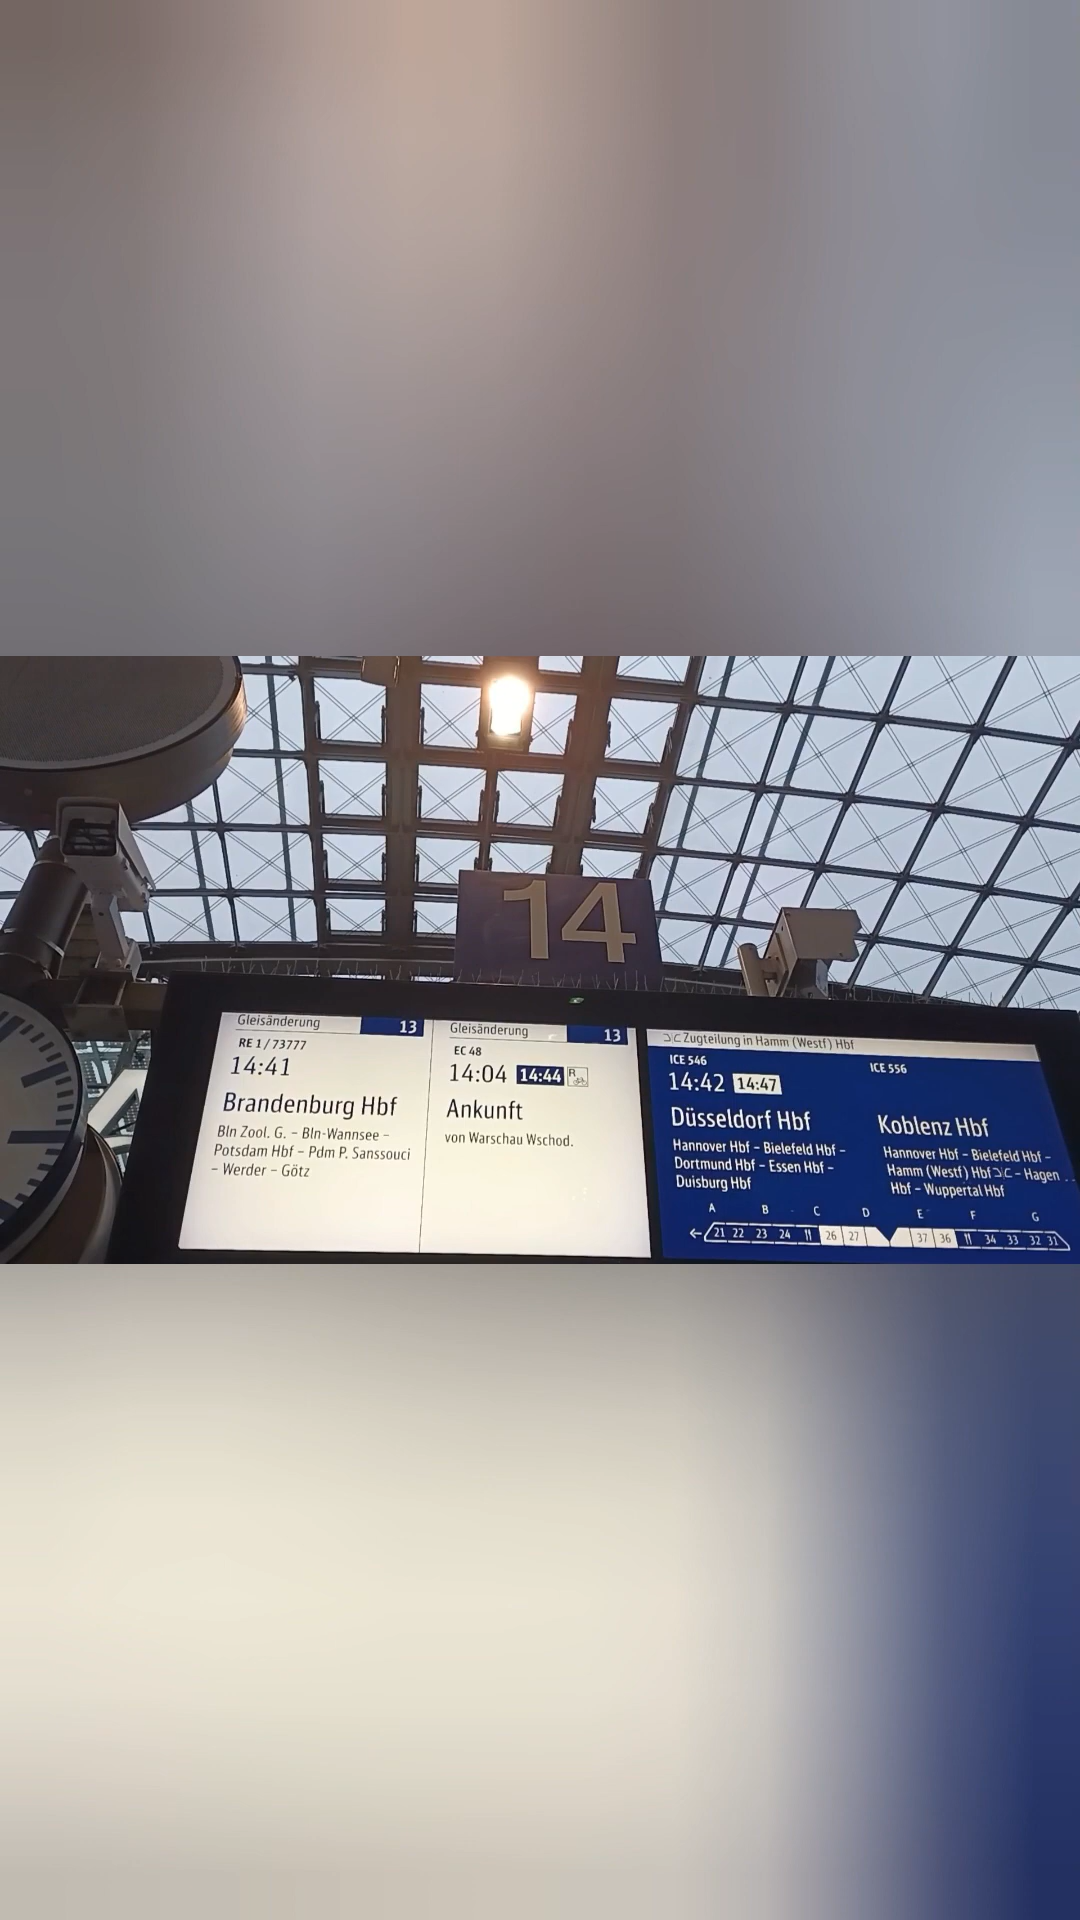 14
Gleisänderung 13
RE 1 / 73777
14:41
Brandenburg Hbf
Bln Zool. G. – Bln-Wannsee –
Potsdam Hbf – Pdm P. Sanssouci
– Werder – Götz
Gleisänderung 13
EC 48
14:04 14:44 R
Ankunft
von Warschau Wschod.
Zugteilung in Hamm (Westf) Hbf
ICE 546
14:42 14:47
Düsseldorf Hbf
Hannover Hbf – Bielefeld Hbf –
Dortmund Hbf – Essen Hbf –
Duisburg Hbf
ICE 556
Koblenz Hbf
Hannover Hbf – Bielefeld Hbf –
Hamm (Westf) Hbf – Hagen ..
Hbf – Wuppertal Hbf
A B C D E F G
21 22 23 24 26 27 37 36 34 33 32 31